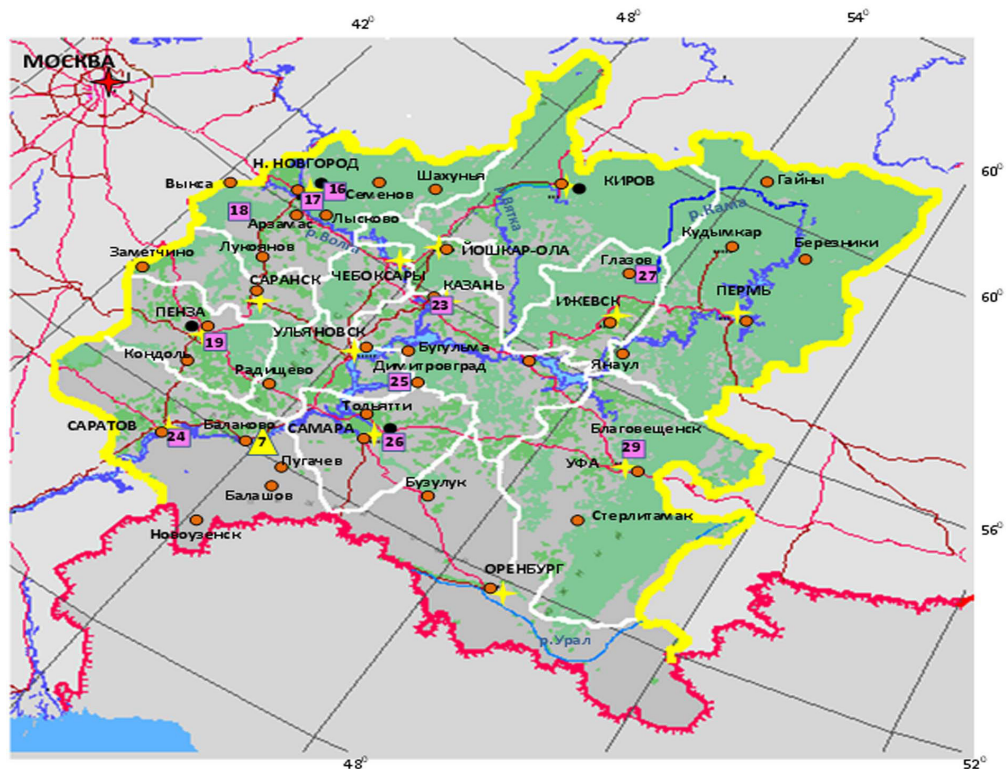 42⁰
48⁰
54⁰
МОСКВА
Н. НОВГОРОД
Шахунья
60⁰
Выкса
16
Семенов
КИРОВ
Гайны
17
18
Лысково
р.Вятка
р.Кама
Арзамас
р.Волга
Кудымкар
Лукоянов
ЙОШКАР-ОЛА
Березники
Заметчино
Глазов
27
ЧЕБОКСАРЫ
САРАНСК
КАЗАНЬ
ПЕРМЬ
60⁰
23
ИЖЕВСК
ПЕНЗА
УЛЬЯНОВСК
19
Бугульма
Кондоль
Димитровград
Янаул
Радищево
25
Тольятти
САРАТОВ
Балаково
САМАРА
Благовещенск
24
7
26
29
Пугачев
УФА
Бузулук
Балашов
Стерлитамак
56⁰
Новоузенск
ОРЕНБУРГ
р.Урал
48⁰
52⁰